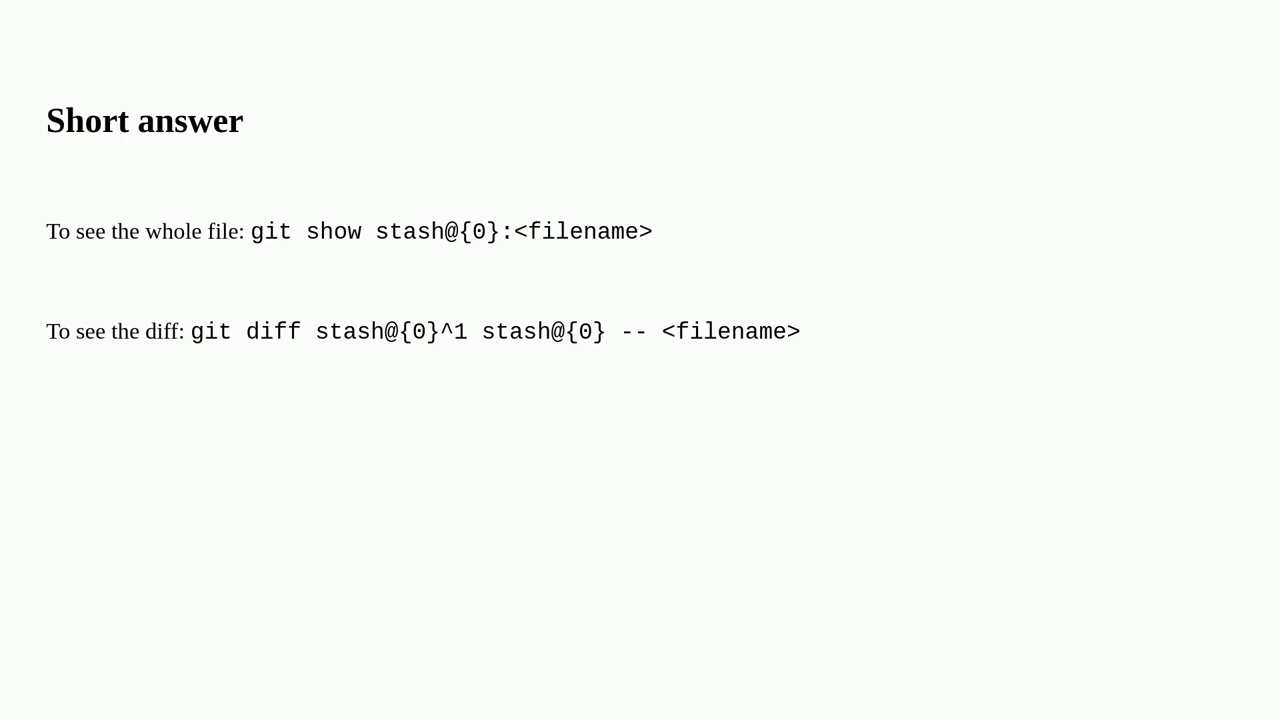 Short answer
To see the whole file: git show stash@{0}:<filename>
To see the diff: git diff stash@{0}^1 stash@{0} -- <filename>